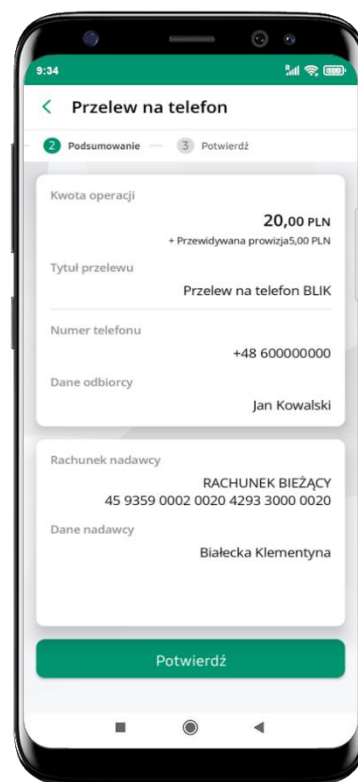 9:34
Przelew na telefon
2 Podsumowanie 3 Potwierdź
Kwota operacji
20,00 PLN
+ Przewidywana prowizja5,00 PLN
Tytuł przelewu
Przelew na telefon BLIK
Numer telefonu
+48 600000000
Dane odbiorcy
Jan Kowalski
Rachunek nadawcy
RACHUNEK BIEŻĄCY
45 9359 0002 0020 4293 3000 0020
Dane nadawcy
Białecka Klementyna
Potwierdź